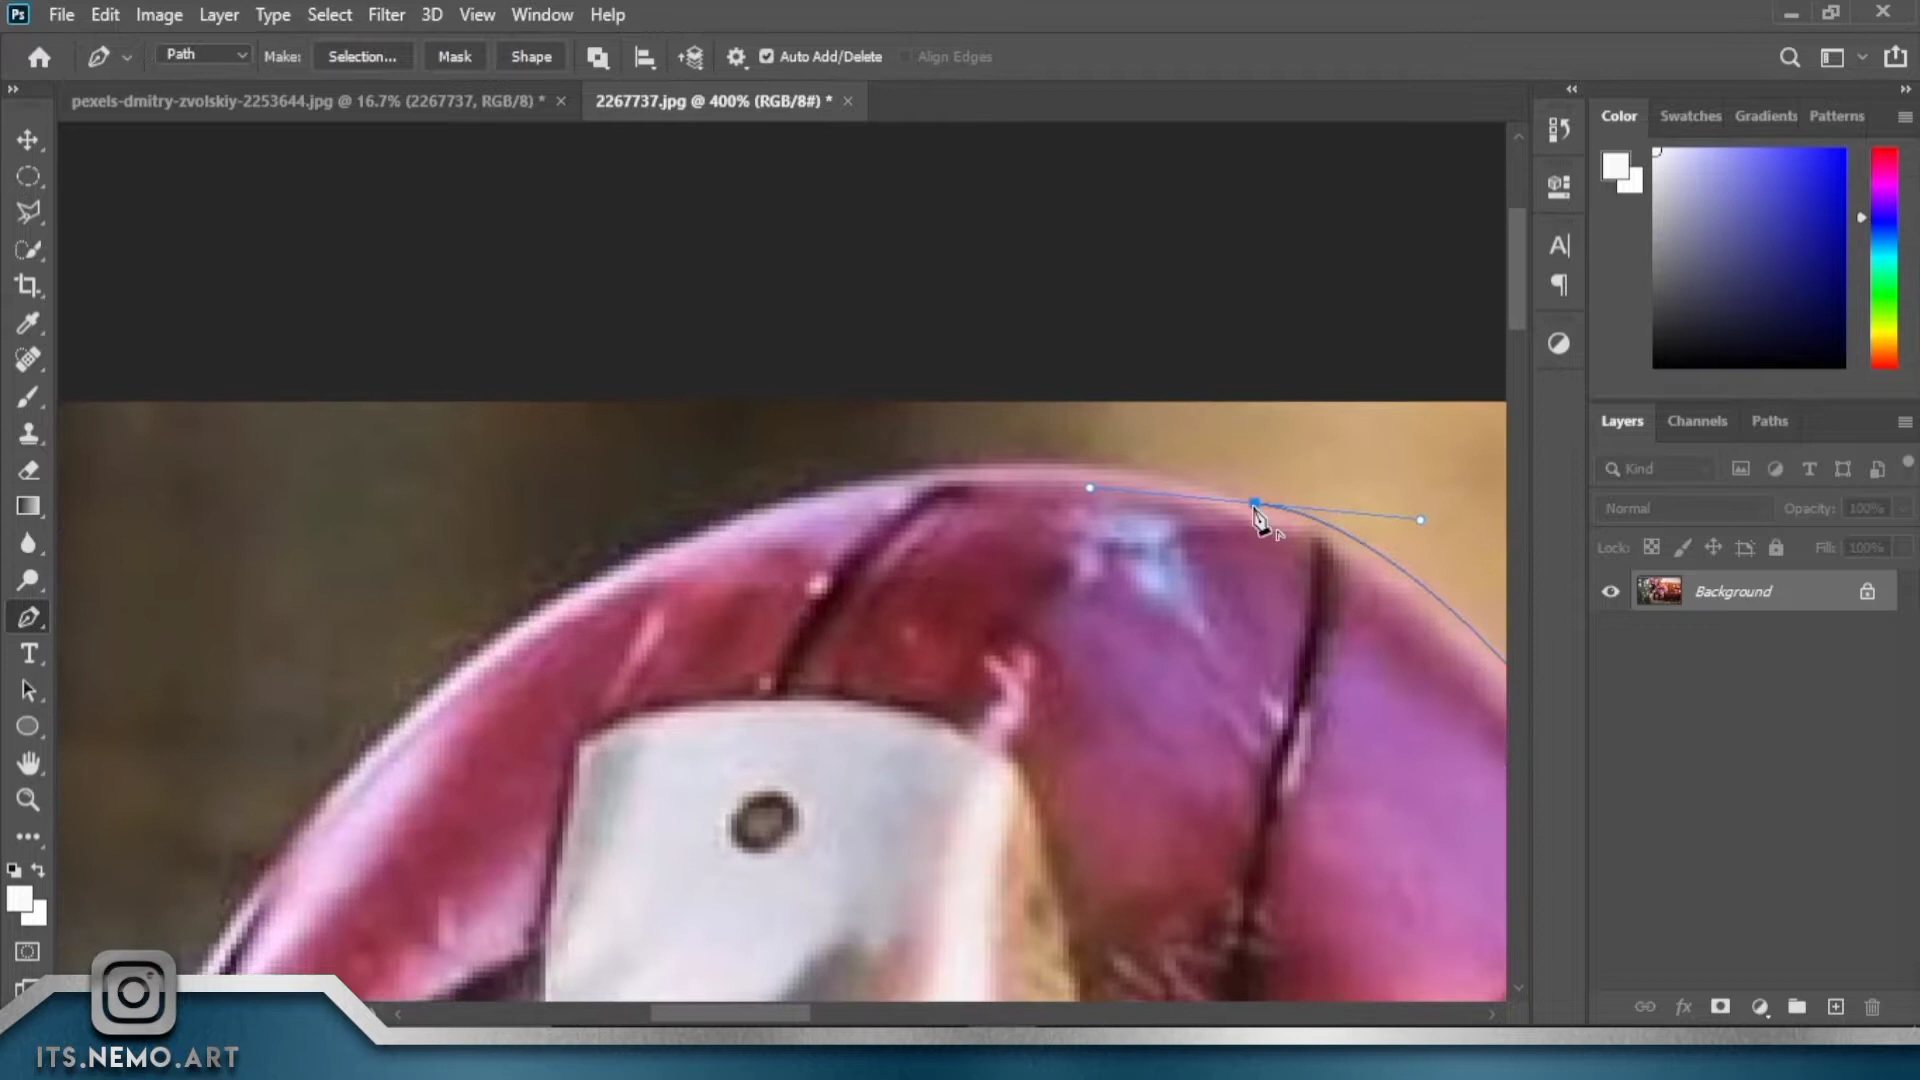 Ps File Edit Image Layer Type Select Filter 3D View Window Help
Path Make: Selection... Mask Shape Auto Add/Delete Align Edges
pexels-dmitry-zvolskiy-2253644.jpg @ 16.7% (2267737, RGB/8) * × 2267737.jpg @ 400% (RGB/8#) * ×
Color Swatches Gradients Patterns
Layers Channels Paths
Kind
Normal Opacity: 100%
Lock: Fill: 100%
Background
fx
ITS.NEMO.ART